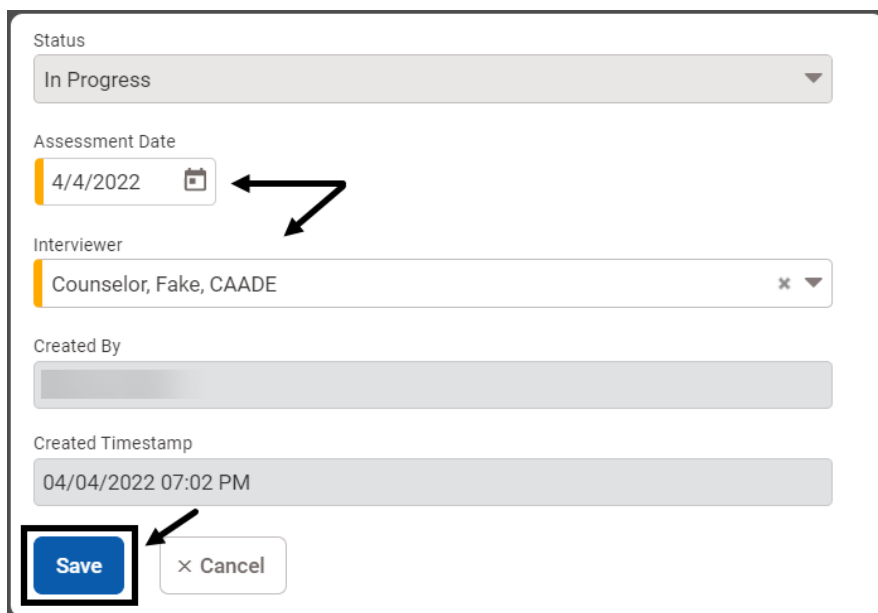 Status
In Progress
Assessment Date
4/4/2022
Interviewer
Counselor, Fake, CAADE
Created By
Created Timestamp
04/04/2022 07:02 PM
Save
× Cancel